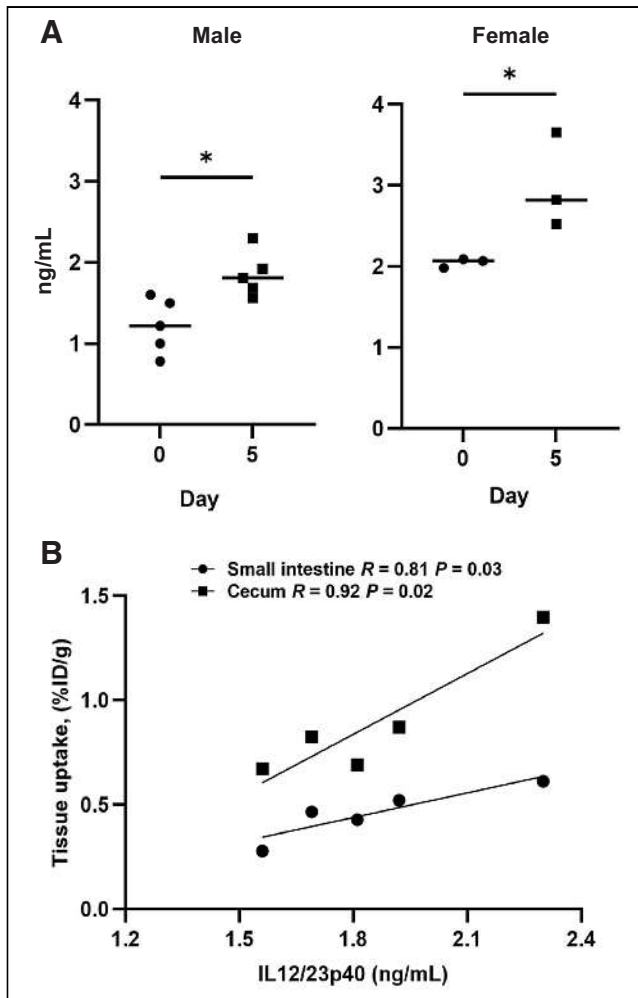 A
Male
Female
*
*
4
3
2
1
0
ng/mL
0 5
Day
4
3
2
1
0
0 5
Day
B
Small intestine R = 0.81 P = 0.03
Cecum R = 0.92 P = 0.02
1.5
1.0
0.5
0.0
Tissue uptake, (%ID/g)
1.2 1.5 1.8 2.1 2.4
IL12/23p40 (ng/mL)